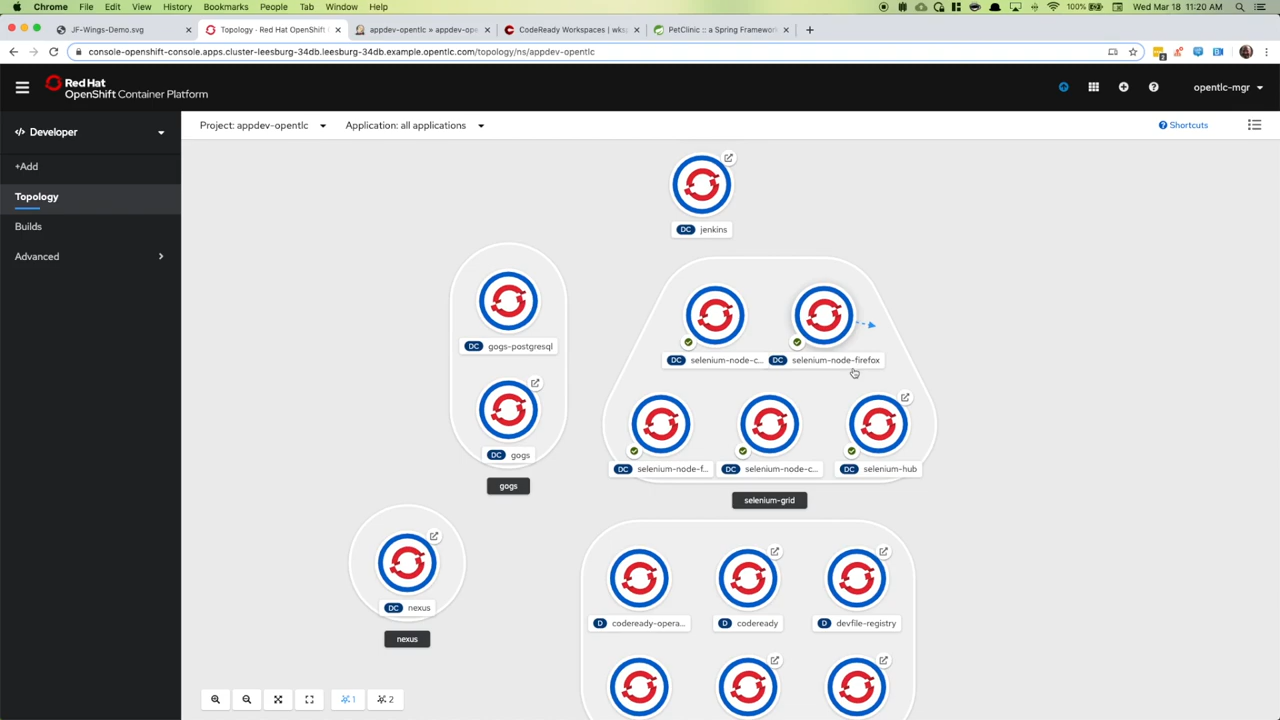 Chrome File Edit View History Bookmarks People Tab Window Help
100% Wed Mar 18 11:20 AM
JF-Wings-Demo.svg
Topology · Red Hat OpenShift C
appdev-opentlc » appdev-ope
CodeReady Workspaces | wksp
PetClinic :: a Spring Framework
console-openshift-console.apps.cluster-leesburg-34db.leesburg-34db.example.opentlc.com/topology/ns/appdev-opentlc
2
Red Hat
OpenShift Container Platform
opentlc-mgr
Developer
Project: appdev-opentlc
Application: all applications
Shortcuts
+Add
Topology
Builds
Advanced
DC jenkins
DC gogs-postgresql
DC selenium-node-c...
DC selenium-node-firefox
DC gogs
DC selenium-node-f...
DC selenium-node-c...
DC selenium-hub
gogs
selenium-grid
DC nexus
D codeready-opera...
D codeready
D devfile-registry
nexus
1
2